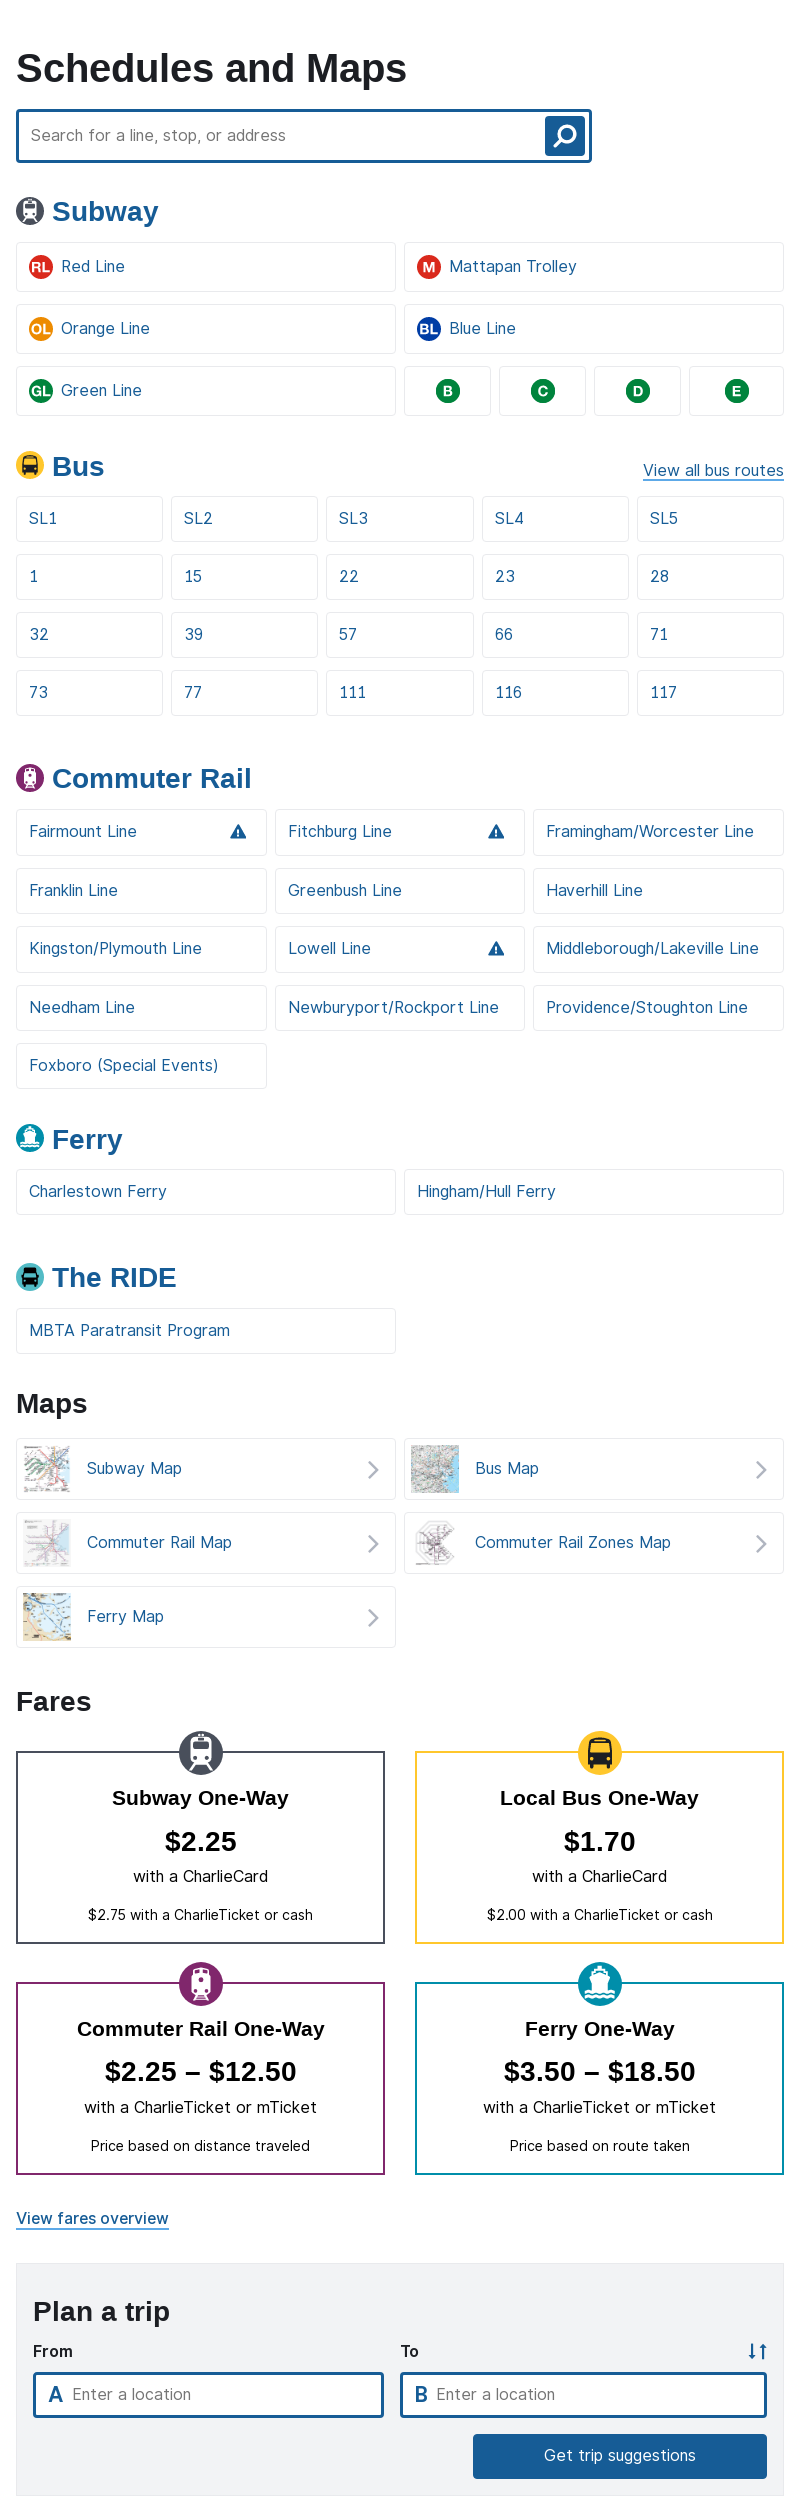 Schedules and Maps
Search for a line, stop, or address
Subway
RL Red Line
M Mattapan Trolley
OL Orange Line
BL Blue Line
GL Green Line
B C D E
Bus
View all bus routes
SL1 SL2 SL3 SL4 SL5
1 15 22 23 28
32 39 57 66 71
73 77 111 116 117
Commuter Rail
Fairmount Line Fitchburg Line Framingham/Worcester Line
Franklin Line Greenbush Line Haverhill Line
Kingston/Plymouth Line Lowell Line Middleborough/Lakeville Line
Needham Line Newburyport/Rockport Line Providence/Stoughton Line
Foxboro (Special Events)
Ferry
Charlestown Ferry Hingham/Hull Ferry
The RIDE
MBTA Paratransit Program
Maps
Subway Map Bus Map
Commuter Rail Map Commuter Rail Zones Map
Ferry Map
Fares
Subway One-Way
$2.25
with a CharlieCard
$2.75 with a CharlieTicket or cash
Local Bus One-Way
$1.70
with a CharlieCard
$2.00 with a CharlieTicket or cash
Commuter Rail One-Way
$2.25 – $12.50
with a CharlieTicket or mTicket
Price based on distance traveled
Ferry One-Way
$3.50 – $18.50
with a CharlieTicket or mTicket
Price based on route taken
View fares overview
Plan a trip
From To
A Enter a location B Enter a location
Get trip suggestions